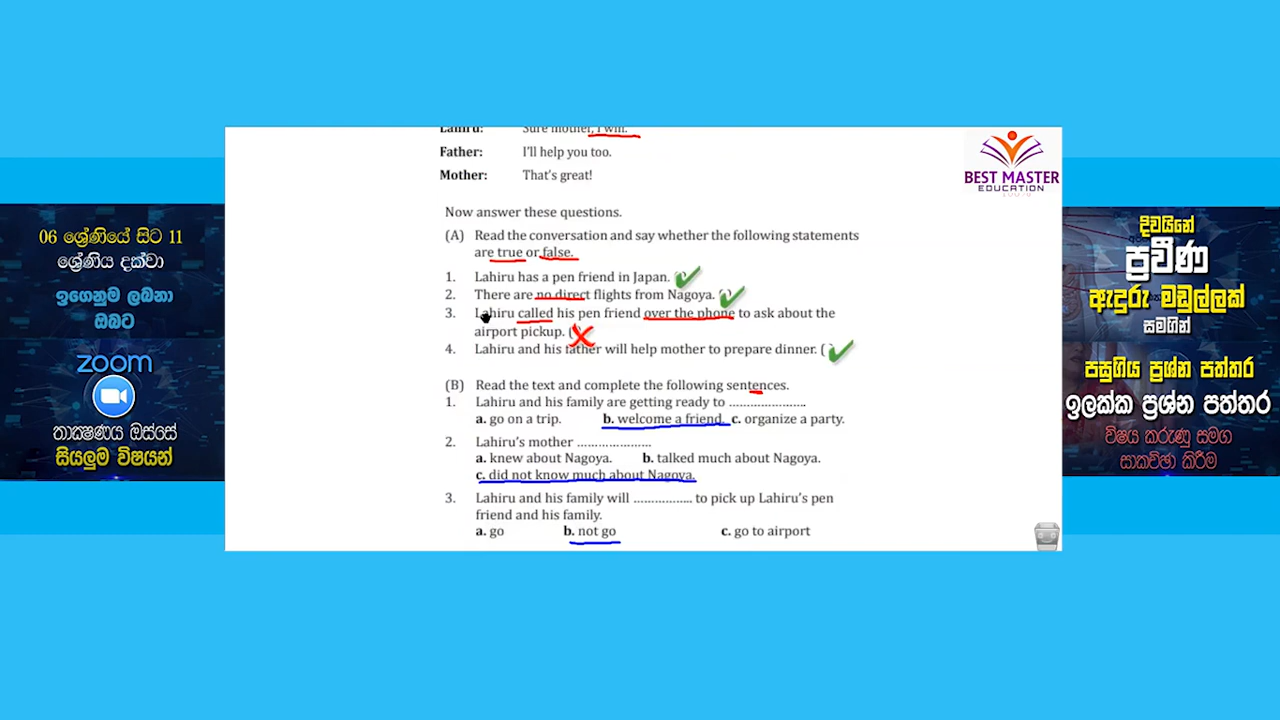 06 ශ්‍රේණියේ සිට 11
ශ්‍රේණිය දක්වා
ඉගෙනුම ලබනා
ඔබට
zoom
තාක්ෂණය ඔස්සේ
සියලුම විෂයන්
Lahiru: Sure mother, I will.
Father: I'll help you too.
Mother: That's great!
Now answer these questions.
(A) Read the conversation and say whether the following statements
are true or false.
1. Lahiru has a pen friend in Japan. ( )
2. There are no direct flights from Nagoya. ( )
3. Lahiru called his pen friend over the phone to ask about the
airport pickup. (
4. Lahiru and his father will help mother to prepare dinner. ( )
(B) Read the text and complete the following sentences.
1. Lahiru and his family are getting ready to .....................
a. go on a trip. b. welcome a friend. c. organize a party.
2. Lahiru's mother .....................
a. knew about Nagoya. b. talked much about Nagoya.
c. did not know much about Nagoya.
3. Lahiru and his family will ................ to pick up Lahiru's pen
friend and his family.
a. go b. not go c. go to airport
BEST MASTER
EDUCATION
දිවයිනේ
ප්‍රවීණ
ඇදුරු මඩුල්ලක්
සමගින්
පසුගිය ප්‍රශ්න පත්තර
ඉලක්ක ප්‍රශ්න පත්තර
විෂය කරුණු සමග
සාකච්ඡා කිරීම